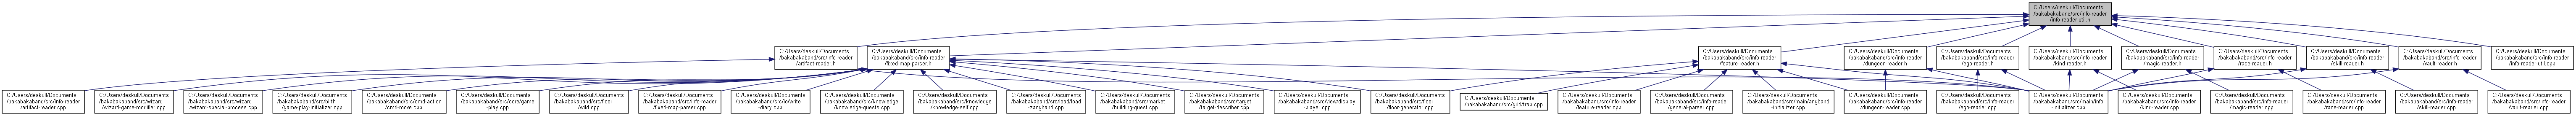 C:/Users/deskull/Documents
/bakabakaband/src/info-reader
/info-reader-util.h
C:/Users/deskull/Documents
/bakabakaband/src/info-reader
/artifact-reader.h
C:/Users/deskull/Documents
/bakabakaband/src/info-reader
/fixed-map-parser.h
C:/Users/deskull/Documents
/bakabakaband/src/info-reader
/feature-reader.h
C:/Users/deskull/Documents
/bakabakaband/src/info-reader
/dungeon-reader.h
C:/Users/deskull/Documents
/bakabakaband/src/info-reader
/ego-reader.h
C:/Users/deskull/Documents
/bakabakaband/src/info-reader
/kind-reader.h
C:/Users/deskull/Documents
/bakabakaband/src/info-reader
/magic-reader.h
C:/Users/deskull/Documents
/bakabakaband/src/info-reader
/race-reader.h
C:/Users/deskull/Documents
/bakabakaband/src/info-reader
/skill-reader.h
C:/Users/deskull/Documents
/bakabakaband/src/info-reader
/vault-reader.h
C:/Users/deskull/Documents
/bakabakaband/src/info-reader
/info-reader-util.cpp
C:/Users/deskull/Documents
/bakabakaband/src/info-reader
/artifact-reader.cpp
C:/Users/deskull/Documents
/bakabakaband/src/wizard
/wizard-game-modifier.cpp
C:/Users/deskull/Documents
/bakabakaband/src/wizard
/wizard-special-process.cpp
C:/Users/deskull/Documents
/bakabakaband/src/birth
/game-play-initializer.cpp
C:/Users/deskull/Documents
/bakabakaband/src/cmd-action
/cmd-move.cpp
C:/Users/deskull/Documents
/bakabakaband/src/core/game
-play.cpp
C:/Users/deskull/Documents
/bakabakaband/src/floor
/wild.cpp
C:/Users/deskull/Documents
/bakabakaband/src/info-reader
/fixed-map-parser.cpp
C:/Users/deskull/Documents
/bakabakaband/src/io/write
-diary.cpp
C:/Users/deskull/Documents
/bakabakaband/src/knowledge
/knowledge-quests.cpp
C:/Users/deskull/Documents
/bakabakaband/src/knowledge
/knowledge-self.cpp
C:/Users/deskull/Documents
/bakabakaband/src/load/load
-zangband.cpp
C:/Users/deskull/Documents
/bakabakaband/src/market
/building-quest.cpp
C:/Users/deskull/Documents
/bakabakaband/src/target
/target-describer.cpp
C:/Users/deskull/Documents
/bakabakaband/src/view/display
-player.cpp
C:/Users/deskull/Documents
/bakabakaband/src/floor
/floor-generator.cpp
C:/Users/deskull/Documents
/bakabakaband/src/grid/trap.cpp
C:/Users/deskull/Documents
/bakabakaband/src/info-reader
/feature-reader.cpp
C:/Users/deskull/Documents
/bakabakaband/src/info-reader
/general-parser.cpp
C:/Users/deskull/Documents
/bakabakaband/src/main/angband
-initializer.cpp
C:/Users/deskull/Documents
/bakabakaband/src/info-reader
/dungeon-reader.cpp
C:/Users/deskull/Documents
/bakabakaband/src/info-reader
/ego-reader.cpp
C:/Users/deskull/Documents
/bakabakaband/src/main/info
-initializer.cpp
C:/Users/deskull/Documents
/bakabakaband/src/info-reader
/kind-reader.cpp
C:/Users/deskull/Documents
/bakabakaband/src/info-reader
/magic-reader.cpp
C:/Users/deskull/Documents
/bakabakaband/src/info-reader
/race-reader.cpp
C:/Users/deskull/Documents
/bakabakaband/src/info-reader
/skill-reader.cpp
C:/Users/deskull/Documents
/bakabakaband/src/info-reader
/vault-reader.cpp